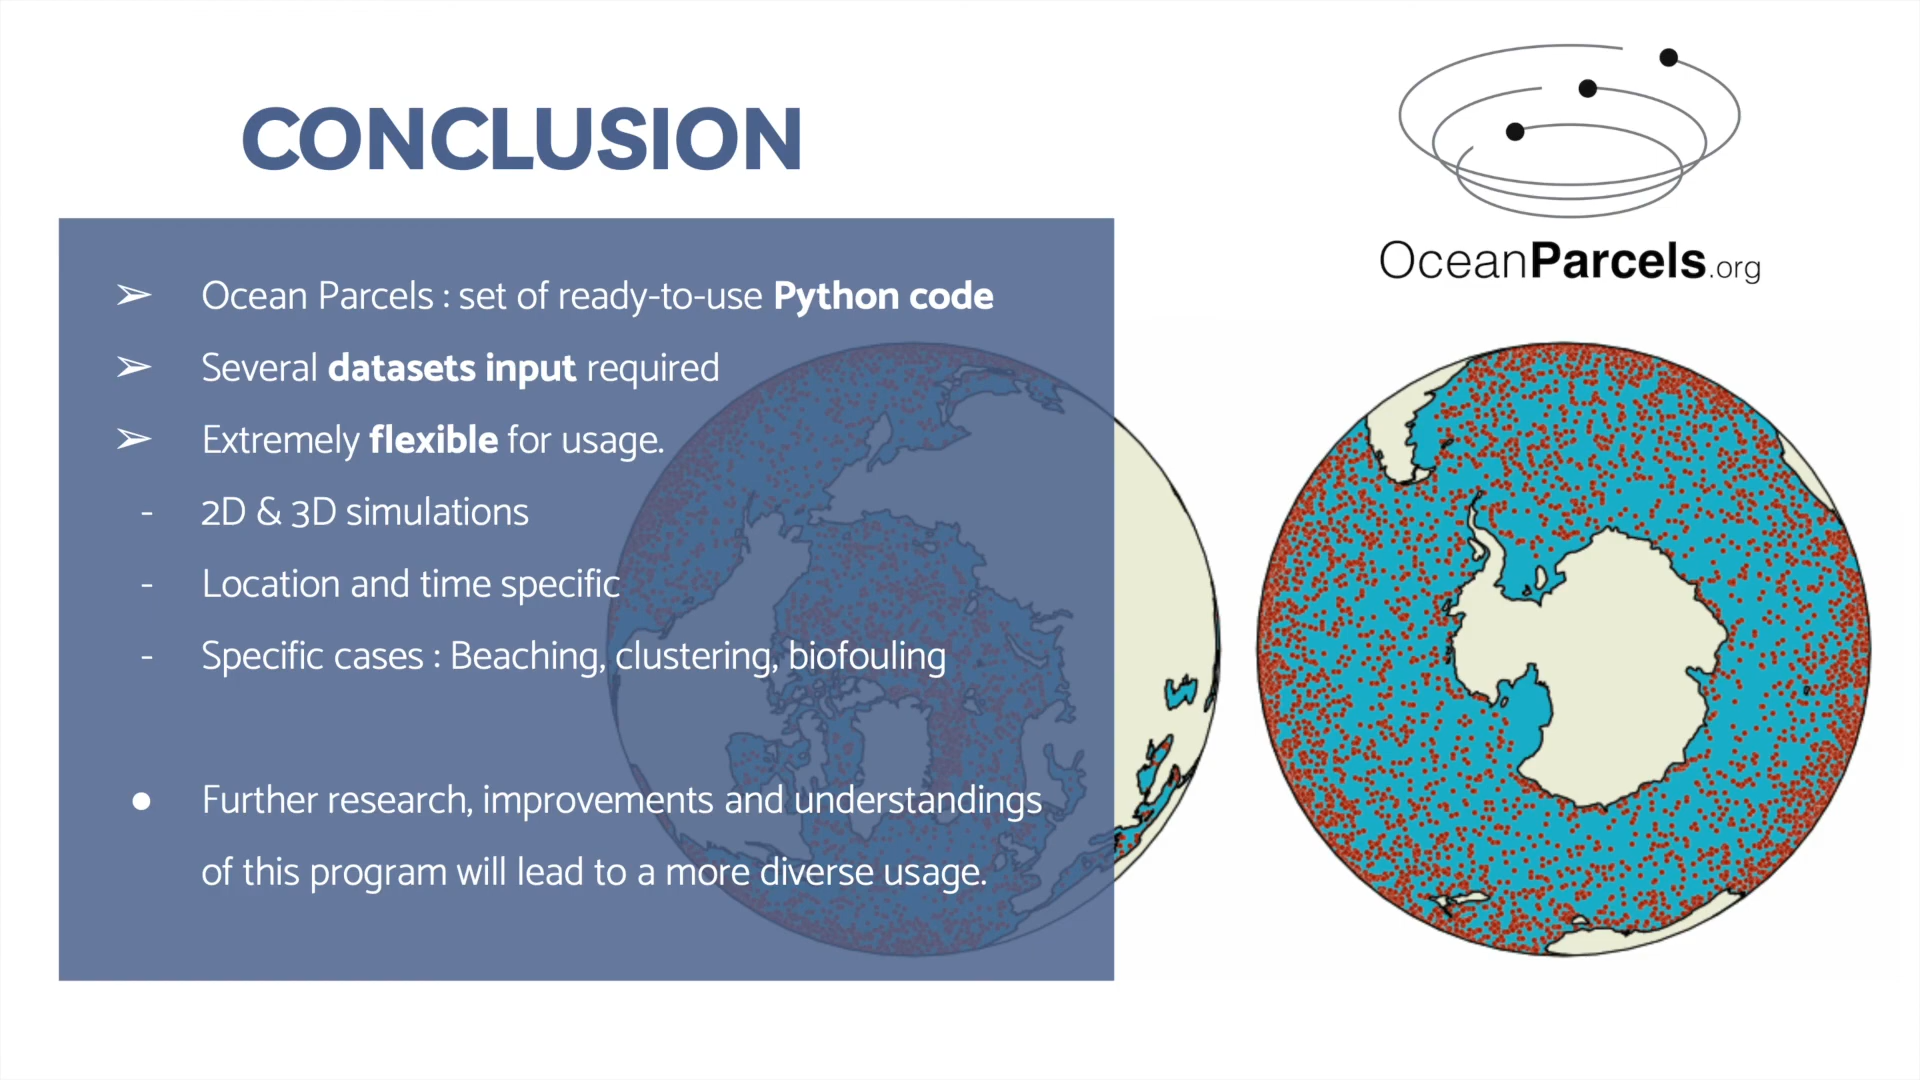 CONCLUSION
OceanParcels.org
➢ Ocean Parcels : set of ready-to-use Python code
➢ Several datasets input required
➢ Extremely flexible for usage.
- 2D & 3D simulations
- Location and time specific
- Specific cases : Beaching, clustering, biofouling
● Further research, improvements and understandings
of this program will lead to a more diverse usage.